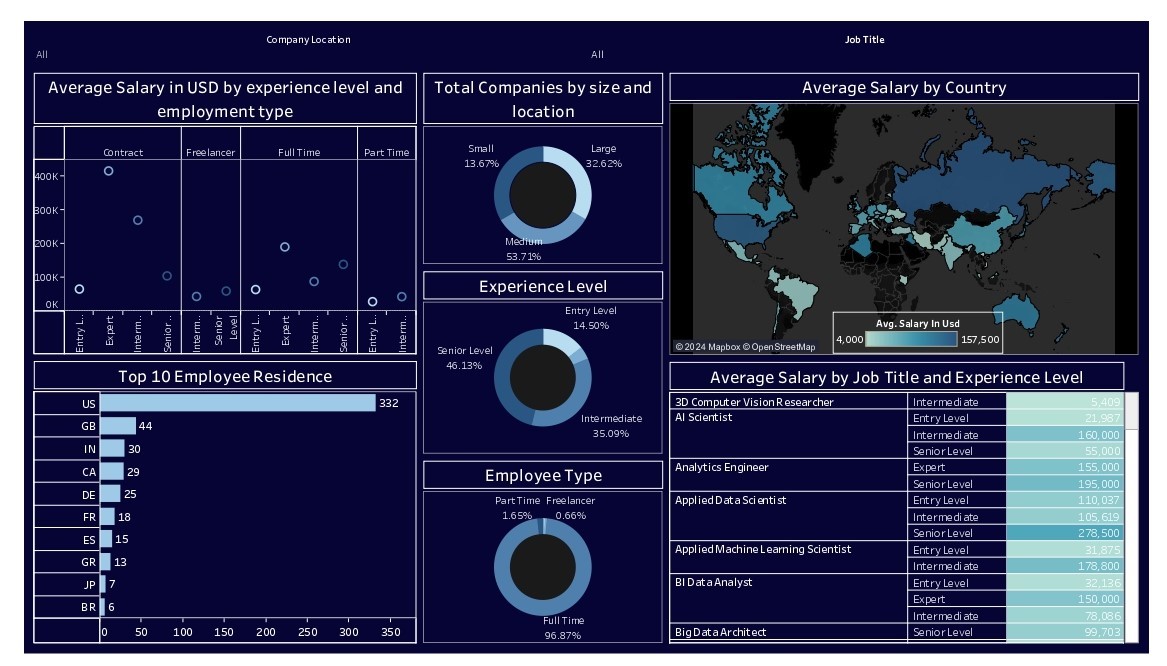 Company Location
Job Title
All
All
Average Salary in USD by experience level and
employment type
Contract
Freelancer
Full Time
Part Time
400K
300K
200K
100K
0K
Entry L..
Expert
Interm..
Senior ..
Interm..
Senior
Level
Entry L..
Expert
Interm..
Senior ..
Entry L..
Interm..
Top 10 Employee Residence
US 332
GB 44
IN 30
CA 29
DE 25
FR 18
ES 15
GR 13
JP 7
BR 6
0 50 100 150 200 250 300 350
Total Companies by size and
location
Small
13.67%
Large
32.62%
Medium
53.71%
Experience Level
Entry Level
14.50%
Senior Level
46.13%
Intermediate
35.09%
Employee Type
Part Time
1.65%
Freelancer
0.66%
Full Time
96.87%
Average Salary by Country
Avg. Salary In Usd
4,000 157,500
© 2024 Mapbox © OpenStreetMap
Average Salary by Job Title and Experience Level
3D Computer Vision Researcher Intermediate 5,409
AI Scientist Entry Level 21,987
Intermediate 160,000
Senior Level 55,000
Analytics Engineer Expert 155,000
Senior Level 195,000
Applied Data Scientist Entry Level 110,037
Intermediate 105,619
Senior Level 278,500
Applied Machine Learning Scientist Entry Level 31,875
Intermediate 178,800
BI Data Analyst Entry Level 32,136
Expert 150,000
Intermediate 78,086
Big Data Architect Senior Level 99,703